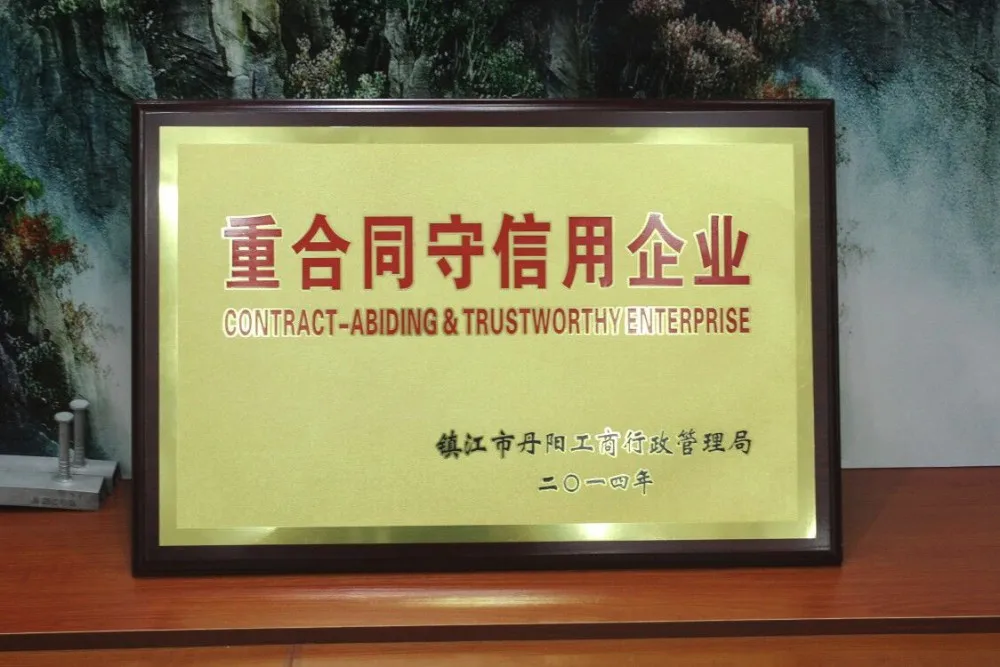 重合同守信用企业
CONTRACT-ABIDING & TRUSTWORTHY ENTERPRISE
镇江市丹阳工商行政管理局
二〇一四年